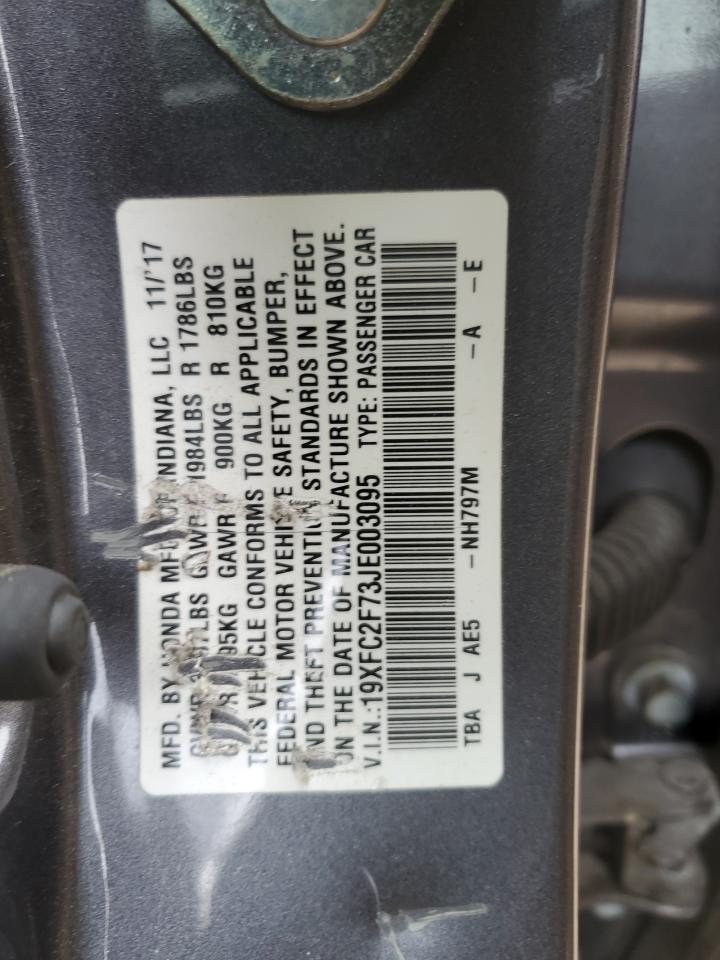 MFD. BY HONDA MFG. OF INDIANA, LLC 11/'17
LBS GAWR F 1984LBS R 1786LBS
95KG GAWR F 900KG R 810KG
THIS VEHICLE CONFORMS TO ALL APPLICABLE
FEDERAL MOTOR VEHICLE SAFETY, BUMPER,
AND THEFT PREVENTION STANDARDS IN EFFECT
ON THE DATE OF MANUFACTURE SHOWN ABOVE.
V.I.N.:19XFC2F73JE003095 TYPE: PASSENGER CAR
TBA J AE5 -NH797M -A -E